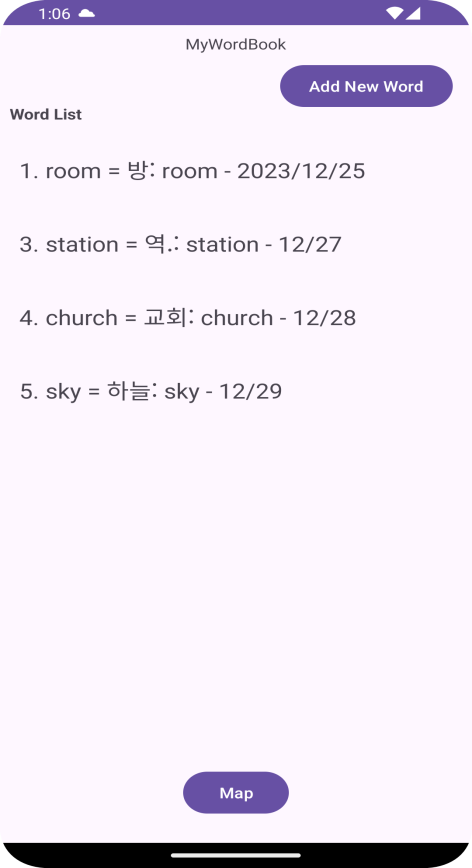 1:06
MyWordBook
Add New Word
Word List
1. room = 방: room - 2023/12/25
3. station = 역.: station - 12/27
4. church = 교회: church - 12/28
5. sky = 하늘: sky - 12/29
Map